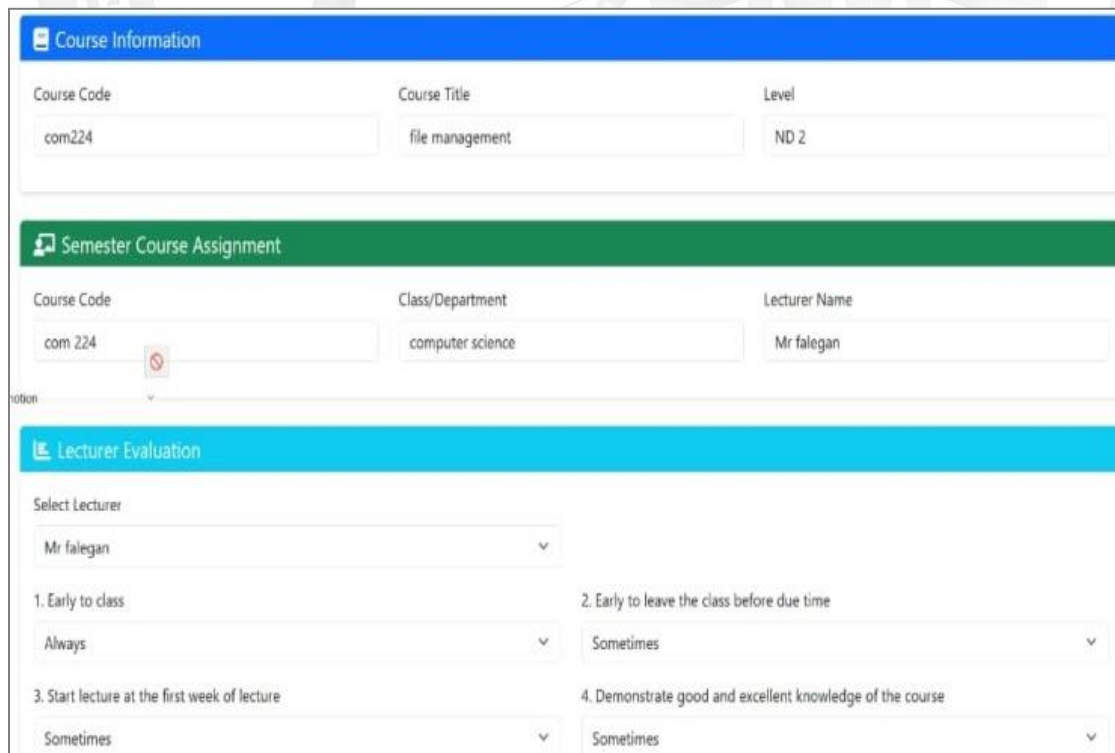 Course Information
Course Code Course Title Level
com224 file management ND 2
Semester Course Assignment
Course Code Class/Department Lecturer Name
com 224 computer science Mr falegan
notion
Lecturer Evaluation
Select Lecturer
Mr falegan
1. Early to class 2. Early to leave the class before due time
Always Sometimes
3. Start lecture at the first week of lecture 4. Demonstrate good and excellent knowledge of the course
Sometimes Sometimes